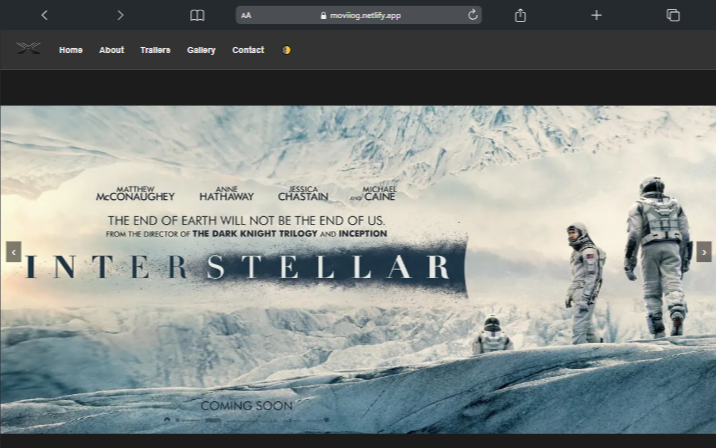 AA moviiog.netlify.app
Home About Trailers Gallery Contact
MATTHEW McCONAUGHEY ANNE HATHAWAY JESSICA CHASTAIN AND MICHAEL CAINE
THE END OF EARTH WILL NOT BE THE END OF US.
FROM THE DIRECTOR OF THE DARK KNIGHT TRILOGY AND INCEPTION
INTERSTELLAR
COMING SOON